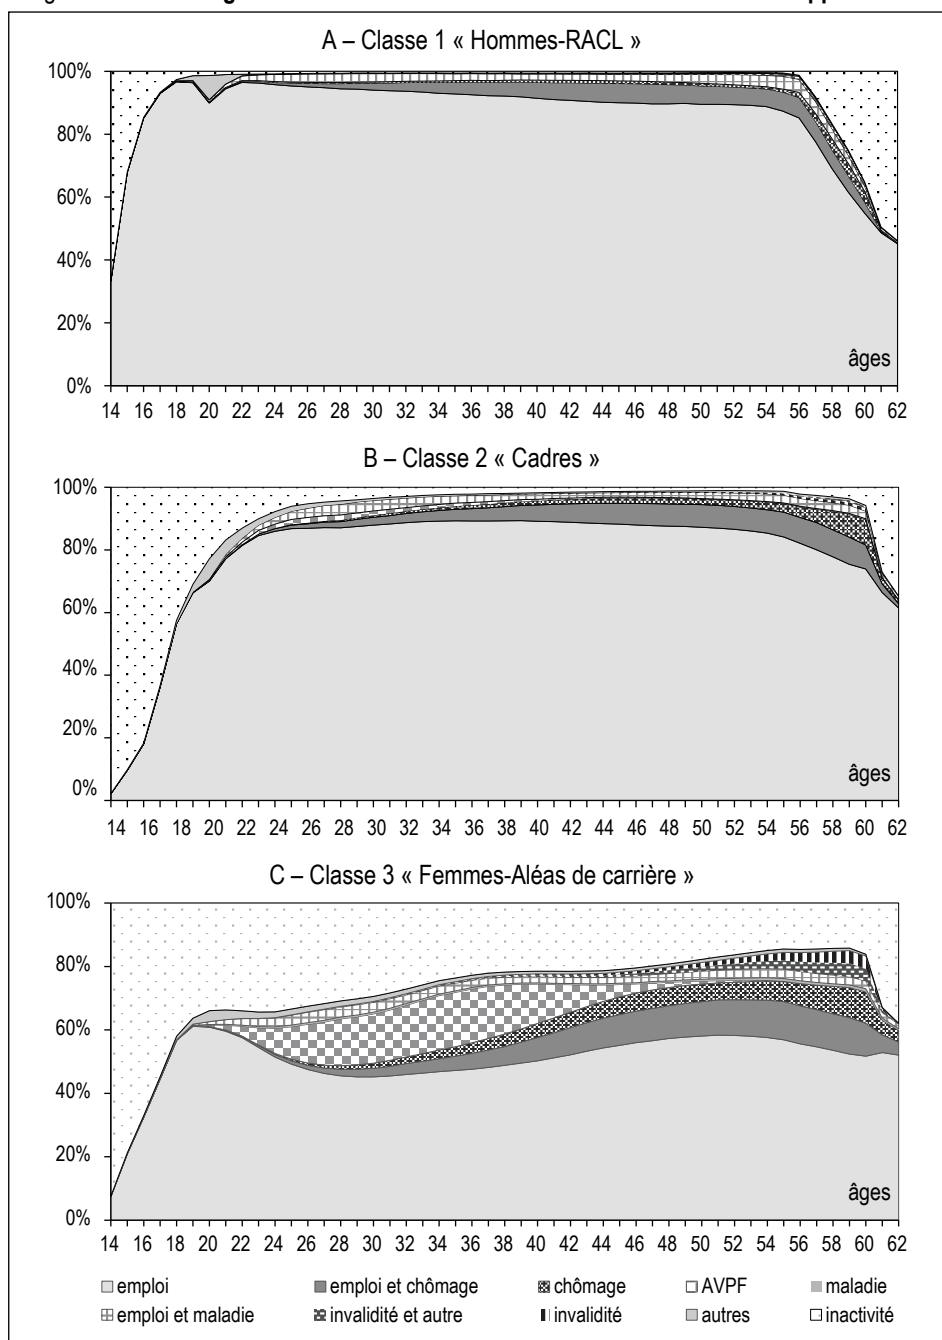 A – Classe 1 « Hommes-RACL »
100%
80%
60%
40%
20%
0%
âges
14 16 18 20 22 24 26 28 30 32 34 36 38 40 42 44 46 48 50 52 54 56 58 60 62
B – Classe 2 « Cadres »
100%
80%
60%
40%
20%
0%
âges
14 16 18 20 22 24 26 28 30 32 34 36 38 40 42 44 46 48 50 52 54 56 58 60 62
C – Classe 3 « Femmes-Aléas de carrière »
100%
80%
60%
40%
20%
0%
âges
14 16 18 20 22 24 26 28 30 32 34 36 38 40 42 44 46 48 50 52 54 56 58 60 62
emploi emploi et chômage chômage AVPF maladie
emploi et maladie invalidité et autre invalidité autres inactivité